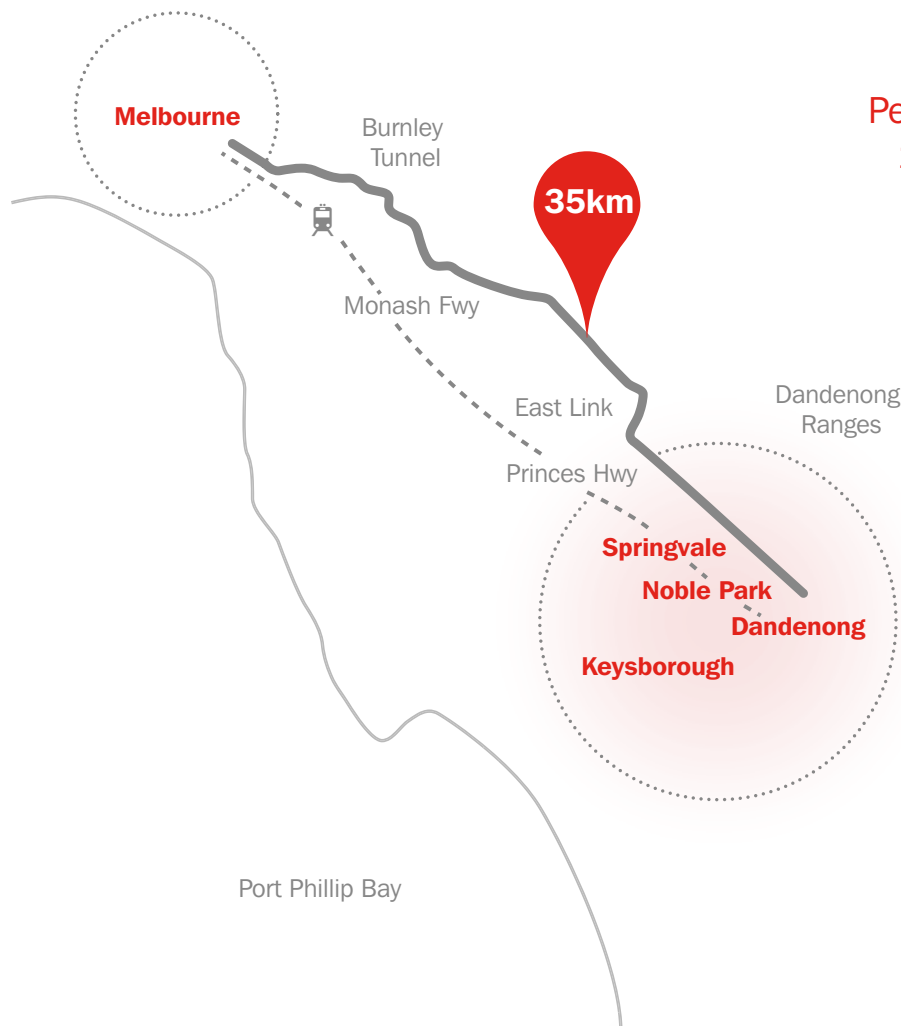 Melbourne
Burnley
Tunnel
35km
Monash Fwy
East Link
Dandenong
Ranges
Princes Hwy
Springvale
Noble Park
Dandenong
Keysborough
Port Phillip Bay